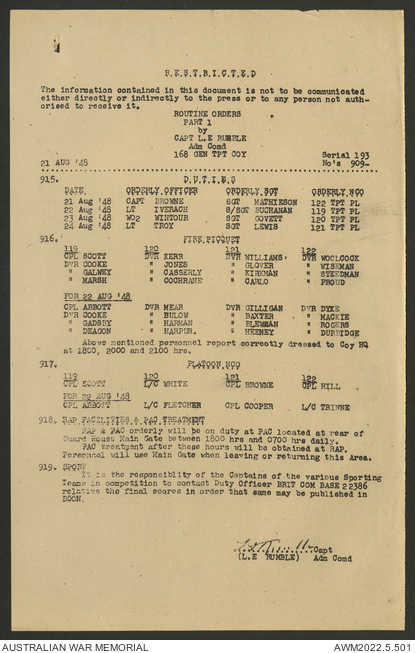 R E S T R I C T E D
The information contained in this document is not to be communicated
either directly or indirectly to the press or to any person not auth-
orised to receive it.
ROUTINE ORDERS
PART 1
by
CAPT L.E RUMBLE
Adm Comd
168 GEN TPT COY
Serial 193
21 AUG '48 No's 909-
915. D U T I E S
DATE ORDERLY OFFICER ORDERLY SGT ORDERLY NCO
21 Aug '48 CAPT BROWNE SGT MATHIESON 122 TPT PL
22 Aug '48 LT IVERACH S/SGT BUCHANAN 119 TPT PL
23 Aug '48 WO2 WINTOUR SGT GOVETT 120 TPT PL
24 Aug '48 LT TROY SGT LEWIS 121 TPT PL
916. FIRE PICQUET
119 120 121 122
CPL SCOTT DVR KERR DVR WILLIAMS DVR WOOLCOCK
DVR COOKE " JONES " GLOVER " WISEMAN
" GALWEY " CASSERLY " KIRKMAN " STEEDMAN
" MARSH " COCHRANE " CARLO " PROUD
FOR 22 AUG '48
CPL ABBOTT DVR MEAR DVR GILLIGAN DVR DYKE
DVR COOKE " BULOW " BAXTER " MACKIE
" GADSBY " HARMAN " PLEWMAN " ROGERS
" DEAGON " HARPUR. " HEENEY " DURRIDGE
Above mentioned personnel report correctly dressed to Coy HQ
at 1800, 2000 and 2100 hrs.
917. PLATOON NCO
119 120 121 122
CPL SCOTT L/C WHITE CPL BROWNE CPL HILL
FOR 22 AUG '48
CPL ABBOTT L/C FLETCHER CPL COOPER L/C TRINNE
918. RAP FACILITIES & PAC TREATMENT
RAP & PAC orderly will be on duty at PAC located at rear of
Guard House Main Gate between 1800 hrs and 0700 hrs daily.
PAC treatment after these hours will be obtained at RAP.
Personnel will use Main Gate when leaving or returning this Area.
919. SPORT
It is the responsiblity of the Captains of the various Sporting
Teams in competition to contact Duty Officer BRIT COM BASE 22386
relative the final scores in order that same may be published in
BCON.
Capt
(L.E RUMBLE) Adm Comd
AUSTRALIAN WAR MEMORIAL AWM2022.5.501